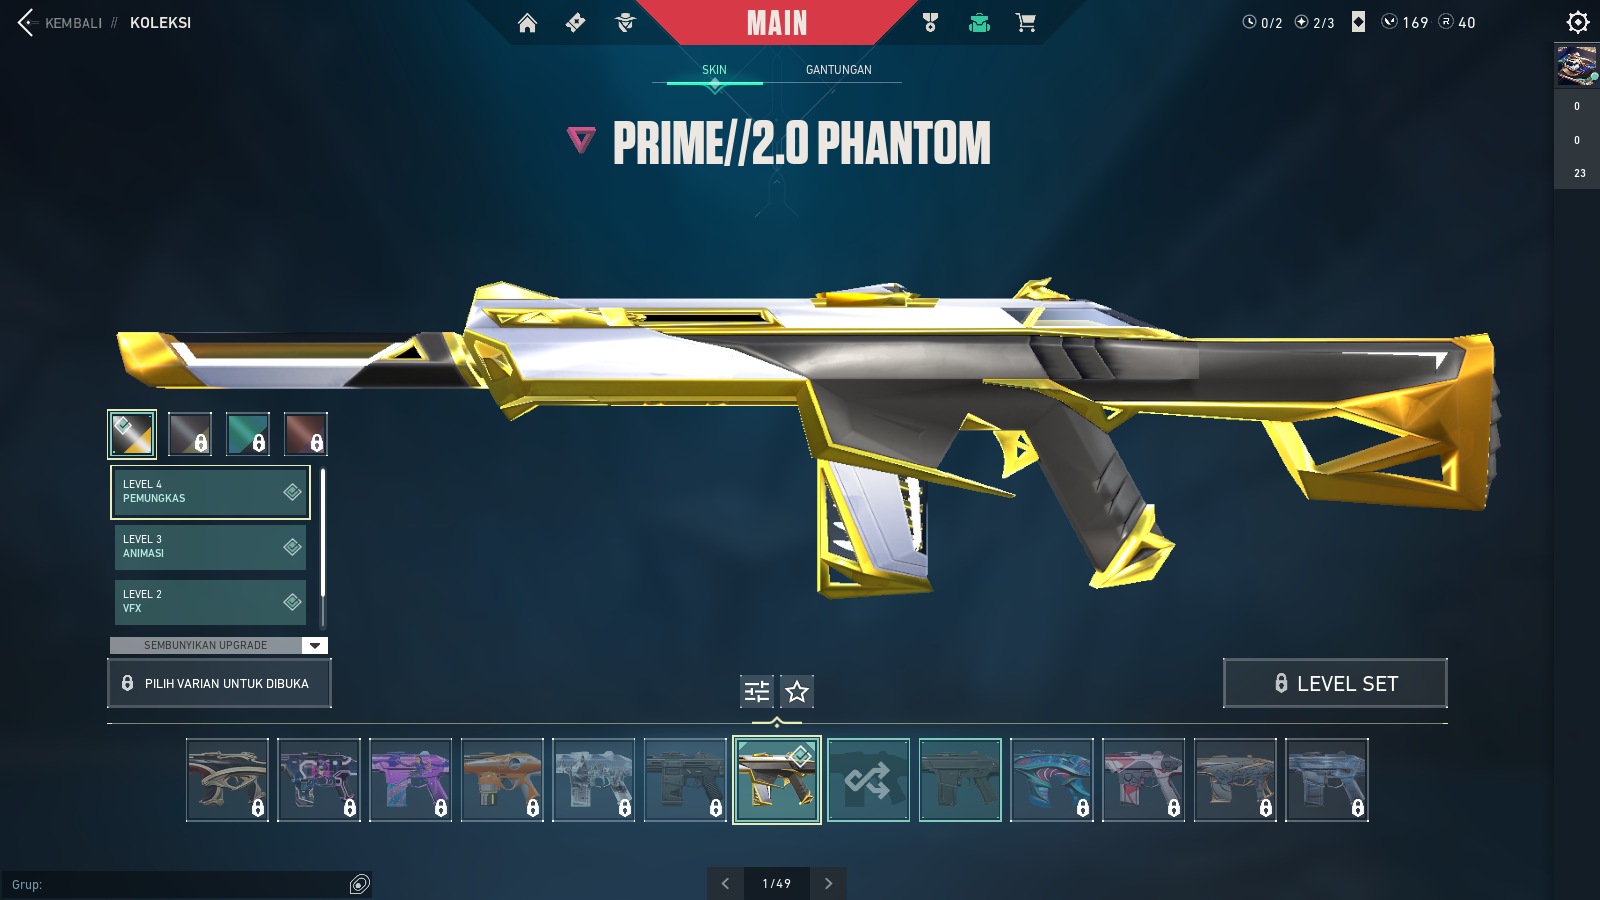 KEMBALI // KOLEKSI
MAIN
0/2 2/3 169 R 40
SKIN GANTUNGAN
PRIME//2.0 PHANTOM
0
0
23
LEVEL 4
PEMUNGKAS
LEVEL 3
ANIMASI
LEVEL 2
VFX
SEMBUNYIKAN UPGRADE
PILIH VARIAN UNTUK DIBUKA
LEVEL SET
Grup:
1/49